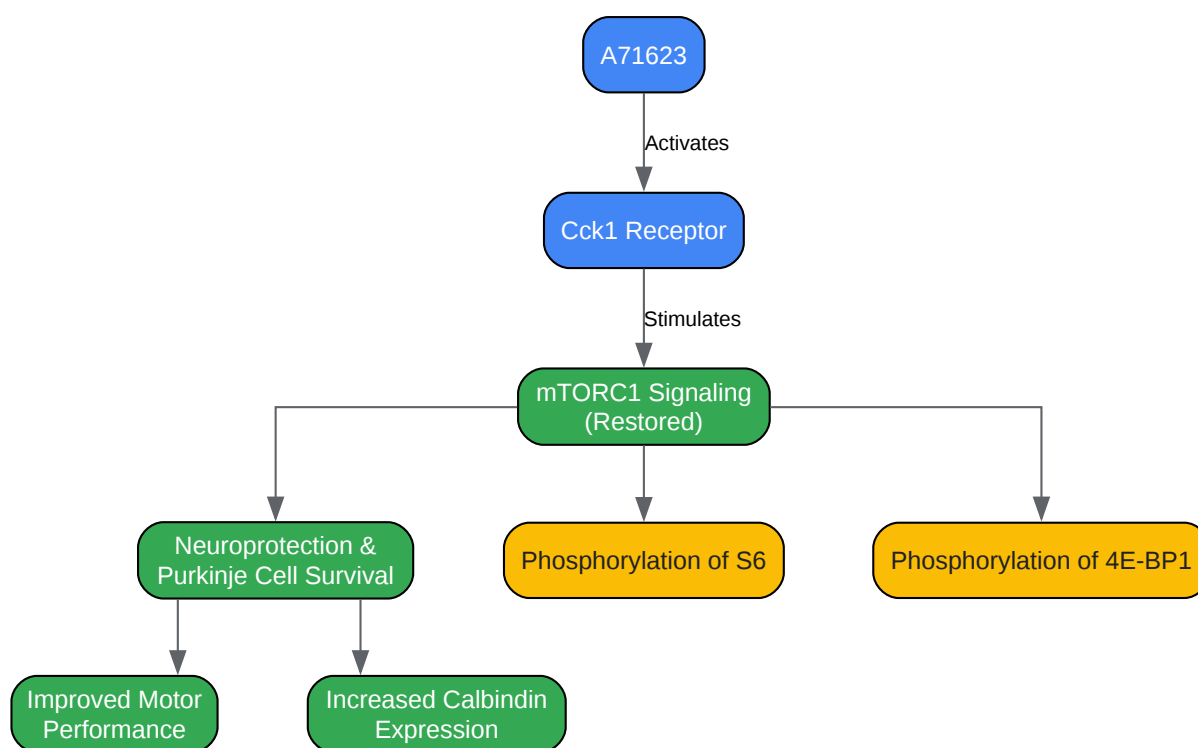 A71623
Activates
Cck1 Receptor
Stimulates
mTORC1 Signaling
(Restored)
Neuroprotection &
Purkinje Cell Survival
Phosphorylation of S6
Phosphorylation of 4E-BP1
Improved Motor
Performance
Increased Calbindin
Expression